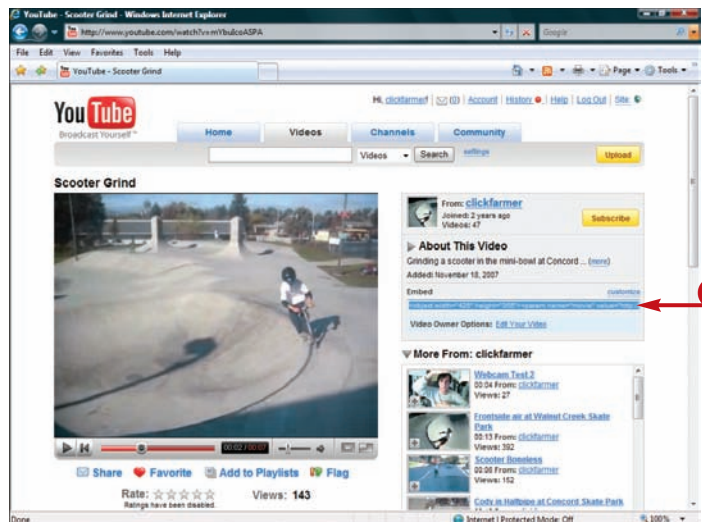 YouTube - Scooter Grind - Windows Internet Explorer
http://www.youtube.com/watch?v=mYbulcoASPA
Google
File Edit View Favorites Tools Help
YouTube - Scooter Grind
Page Tools
You Tube
Broadcast Yourself™
Hi, clickfarmer! (0) Account History Help Log Out Site
Home Videos Channels Community
Videos Search settings Upload
Scooter Grind
From: clickfarmer
Joined: 2 years ago
Videos: 47
Subscribe
About This Video
Grinding a scooter in the mini-bowl at Concord ... (more)
Added: November 18, 2007
Embed customize
Video Owner Options: Edit Your Video
More From: clickfarmer
Webcam Test 2
00:04 From: clickfarmer
Views: 27
Frontside air at Walnut Creek Skate Park
00:13 From: clickfarmer
Views: 392
Scooter Boneless
00:08 From: clickfarmer
Views: 152
Cody in Halfpipe at Concord Skate Park
00:02 / 00:07
Share Favorite Add to Playlists Flag
Rate: Views: 143
Ratings have been disabled.
Done Internet | Protected Mode: Off 100%